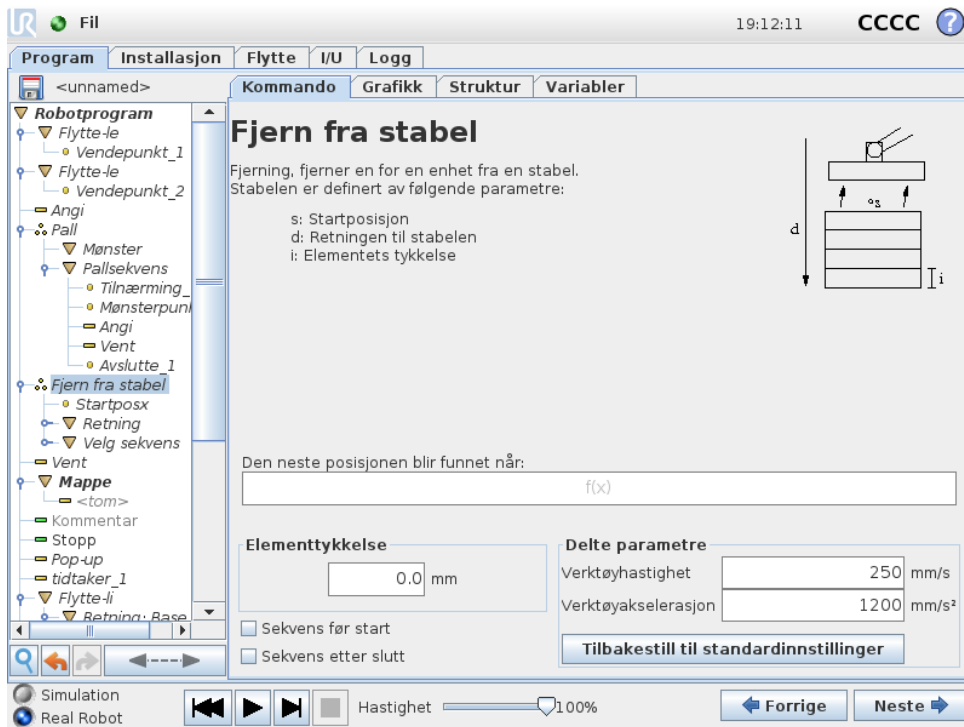 UR
Fil
19:12:11
CCCC
?
Program
Installasjon
Flytte
I/U
Logg
<unnamed>
Kommando
Grafikk
Struktur
Variabler
Robotprogram
Flytte-le
Vendepunkt_1
Flytte-le
Vendepunkt_2
Angi
Pall
Mønster
Pallsekvens
Tilnærming_
Mønsterpunl
Angi
Vent
Avslutte_1
Fjern fra stabel
Startposx
Retning
Velg sekvens
Vent
Mappe
<tom>
Kommentar
Stopp
Pop-up
tidtaker_1
Flytte-li
Retning: Base
Fjern fra stabel
Fjerning, fjerner en for en enhet fra en stabel.
Stabelen er definert av følgende parametre:
s: Startposisjon
d: Retningen til stabelen
i: Elementets tykkelse
d
s
i
Den neste posisjonen blir funnet når:
f(x)
Elementtykkelse
0.0 mm
Sekvens før start
Sekvens etter slutt
Delte parametre
Verktøyhastighet 250 mm/s
Verktøyakselerasjon 1200 mm/s²
Tilbakestill til standardinnstillinger
Simulation
Real Robot
Hastighet 100%
Forrige
Neste